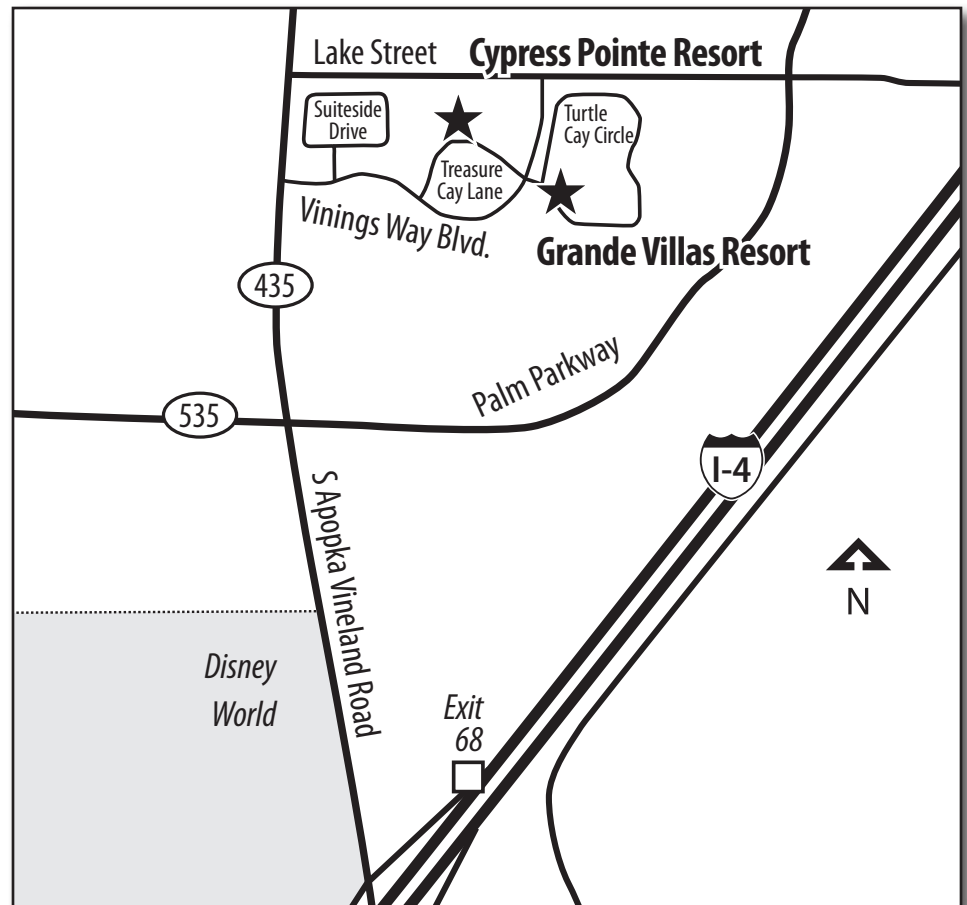 Lake Street
Cypress Pointe Resort
Suiteside
Drive
Turtle
Cay Circle
Treasure
Cay Lane
Vinings Way Blvd.
Grande Villas Resort
435
Palm Parkway
535
I-4
S Apopka Vineland Road
N
Disney
World
Exit
68